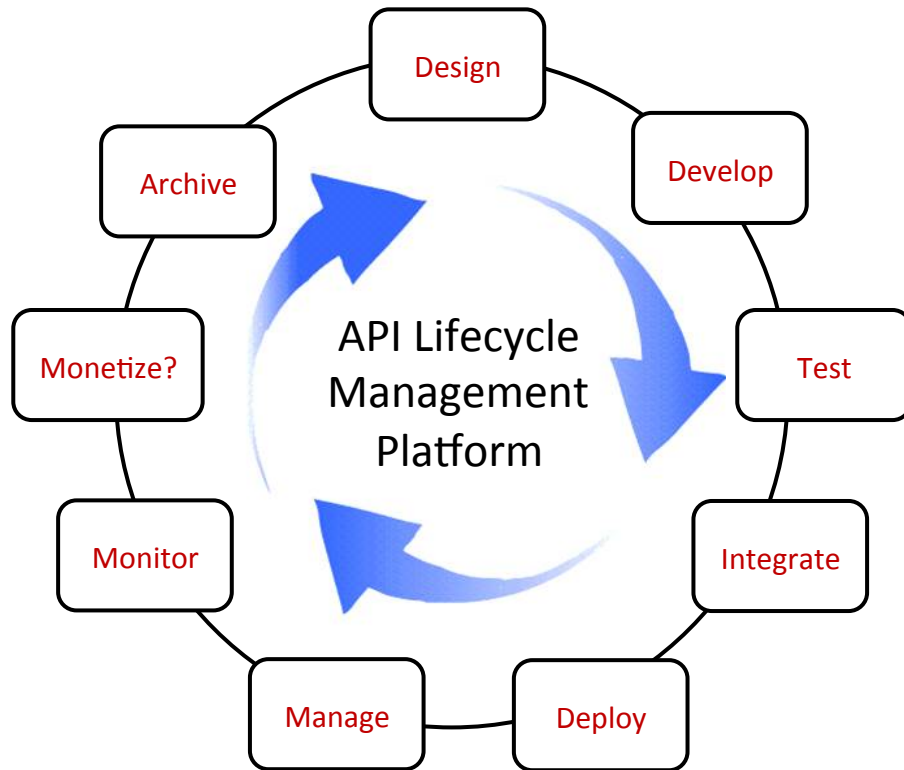 Design
Develop
Test
Integrate
Deploy
Manage
Monitor
Monetize?
Archive
API Lifecycle
Management
Platform